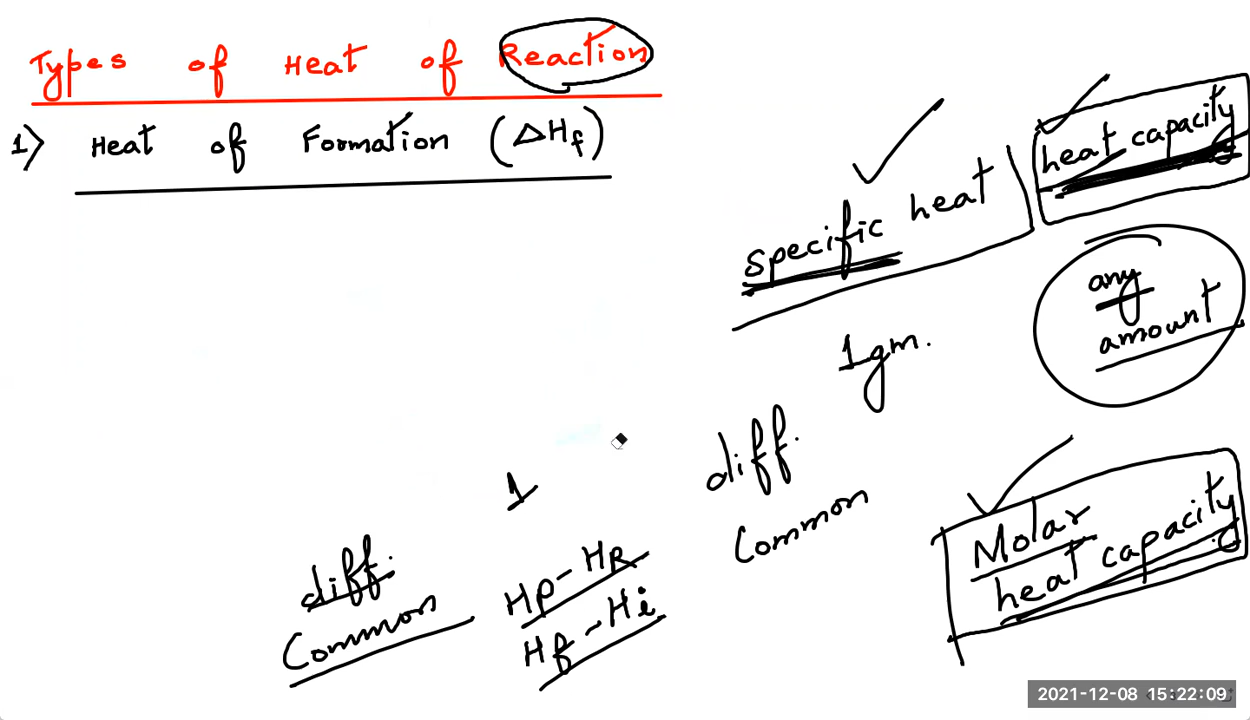 Types of Heat of Reaction
1) Heat of Formation (ΔHf)
specific heat
heat capacity
any
amount
1gm.
diff.
Common
Molar
heat capacity
1
Hp - HR
Hf - Hi
diff.
Common
2021-12-08 15:22:09